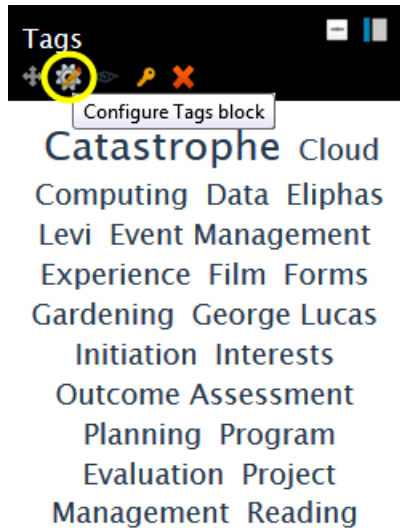 Tags
Configure Tags block
Catastrophe Cloud
Computing Data Eliphas
Levi Event Management
Experience Film Forms
Gardening George Lucas
Initiation Interests
Outcome Assessment
Planning Program
Evaluation Project
Management Reading